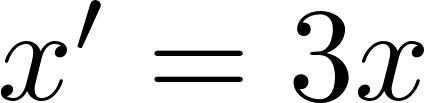 x′ = 3x